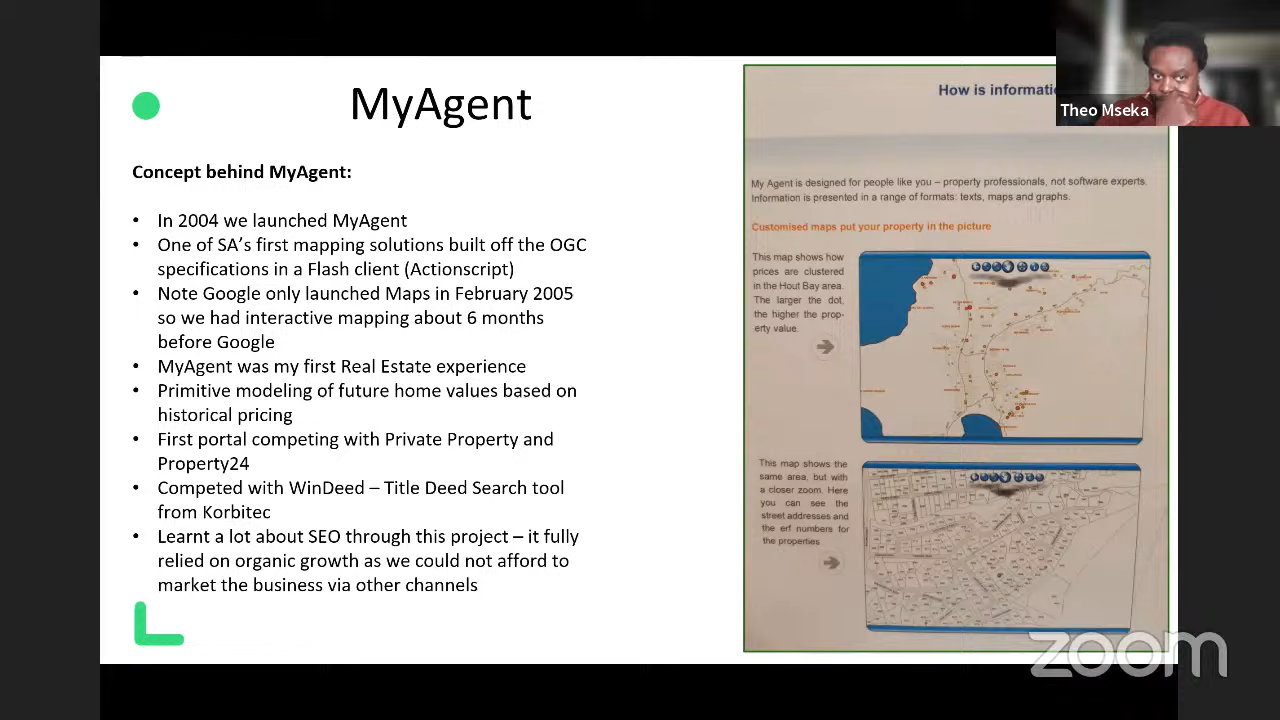 MyAgent
Concept behind MyAgent:
• In 2004 we launched MyAgent
• One of SA's first mapping solutions built off the OGC
specifications in a Flash client (Actionscript)
• Note Google only launched Maps in February 2005
so we had interactive mapping about 6 months
before Google
• MyAgent was my first Real Estate experience
• Primitive modeling of future home values based on
historical pricing
• First portal competing with Private Property and
Property24
• Competed with WinDeed – Title Deed Search tool
from Korbitec
• Learnt a lot about SEO through this project – it fully
relied on organic growth as we could not afford to
market the business via other channels
How is informati
My Agent is designed for people like you – property professionals, not software experts.
Information is presented in a range of formats: texts, maps and graphs.
Customised maps put your property in the picture
This map shows how
prices are clustered
in the Hout Bay area.
The larger the dot,
the higher the prop-
erty value.
This map shows the
same area, but with
a closer zoom. Here
you can see the
street addresses and
the erf numbers for
the properties
Theo Mseka
zoom